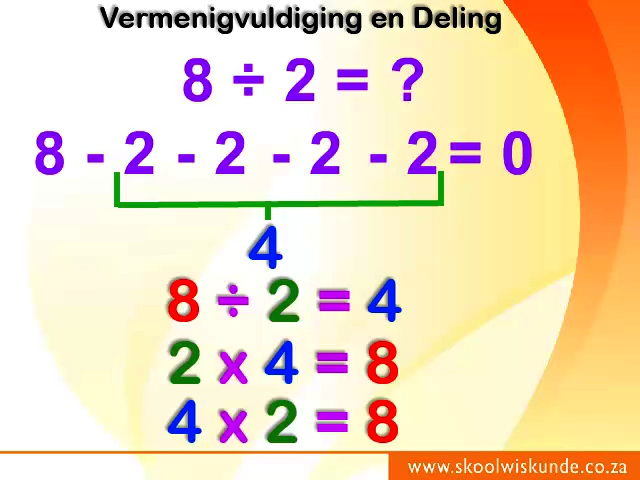 Vermenigvuldiging en Deling
8 ÷ 2 = ?
8 - 2 - 2 - 2 - 2 = 0
4
8 ÷ 2 = 4
2 x 4 = 8
4 x 2 = 8
www.skoolwiskunde.co.za